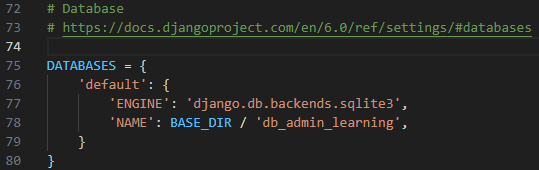 72 # Database
73 # https://docs.djangoproject.com/en/6.0/ref/settings/#databases
74
75 DATABASES = {
76     'default': {
77         'ENGINE': 'django.db.backends.sqlite3',
78         'NAME': BASE_DIR / 'db_admin_learning',
79     }
80 }